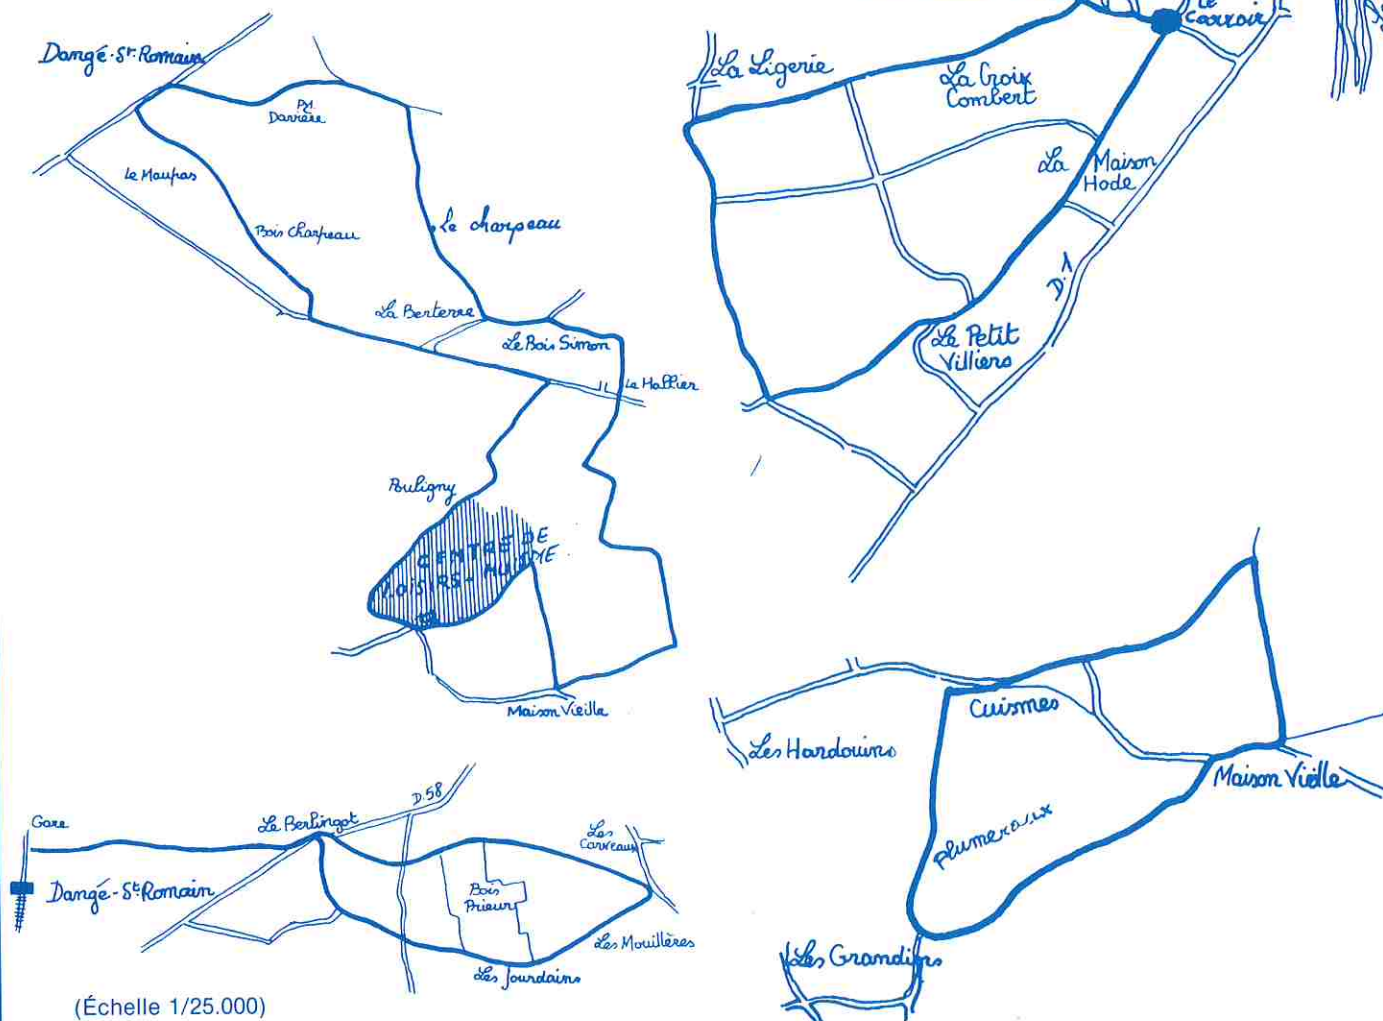 Dangé-St-Romain
Pt.
Darrière
Le Maupas
Bois Charpeau
Le charpeau
La Berterre
Le Bois Simon
Le Hallier
Pouligny
CENTRE DE
LOISIRS - MUSME
Maison Vieille
Le
Carroir
La Ligerie
La Croix
Combert
La Maison
Hode
D.1
Le Petit
Villiers
Cuismes
Les Hardouins
Maison Vieille
plumeraux
Les Grandins
Gare
Le Berlingot
D.58
Les
Carreaux
Dangé-St-Romain
Bois
Prieur
Les Mouillères
Les Jourdains
(Échelle 1/25.000)